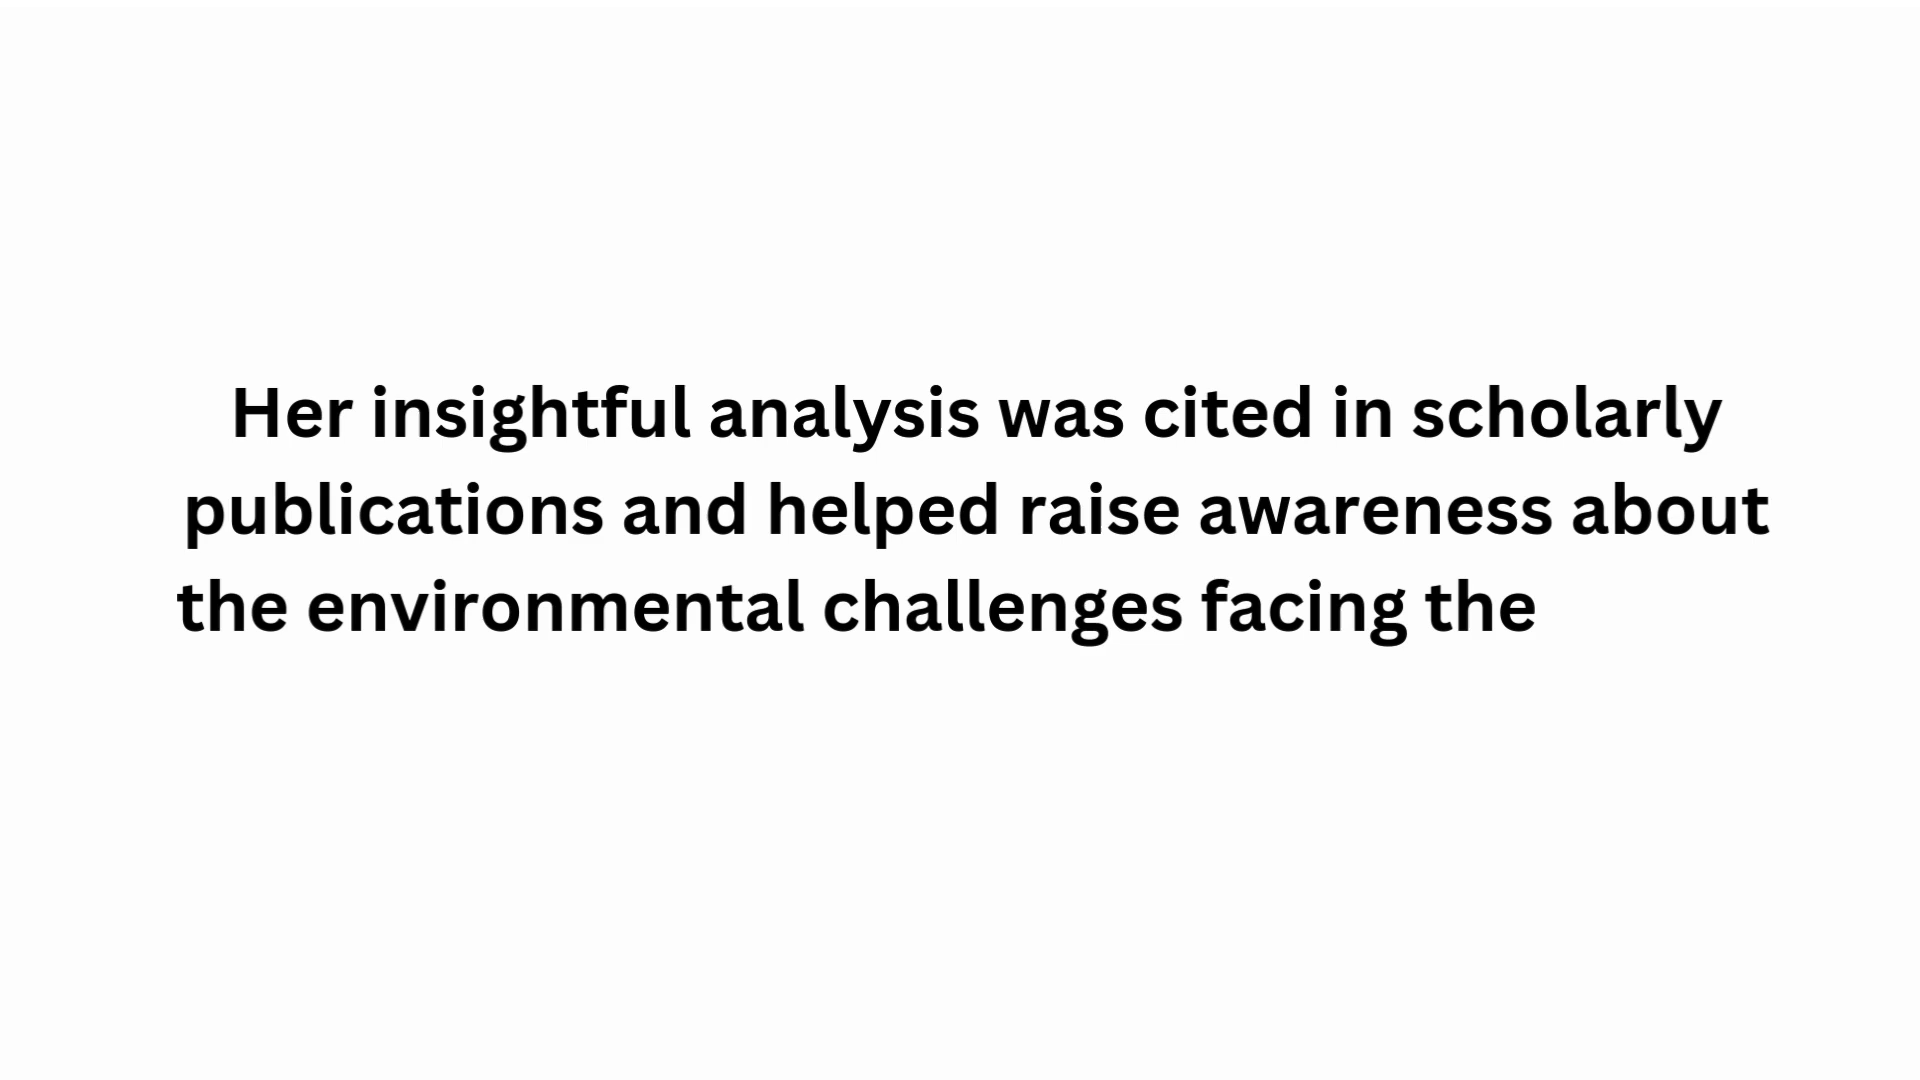 Her insightful analysis was cited in scholarly
publications and helped raise awareness about
the environmental challenges facing the